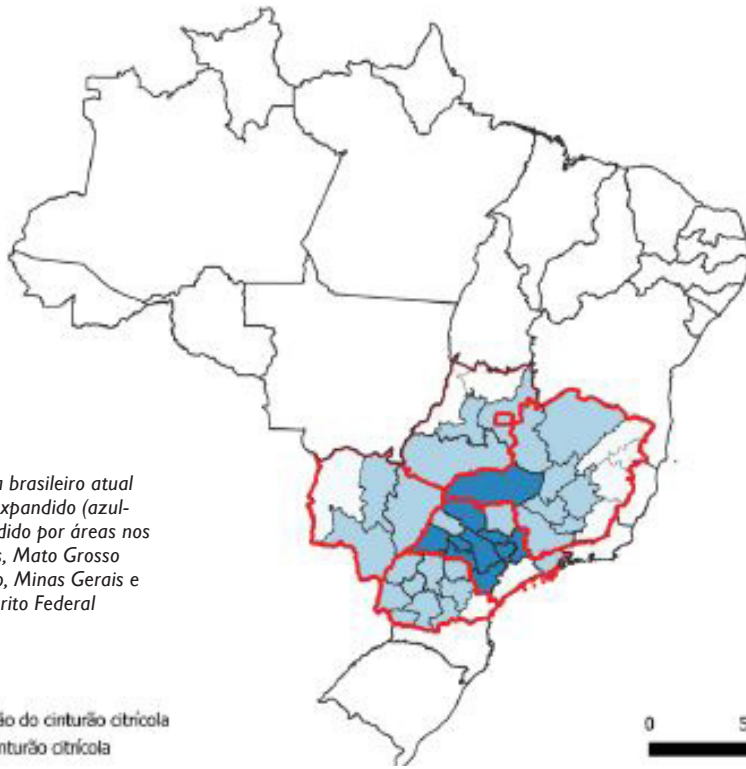 a brasileiro atual
xpandido (azul-
dido por áreas nos
s, Mato Grosso
o, Minas Gerais e
rito Federal
ão do cinturão citrícola
inturão citrícola
0 5